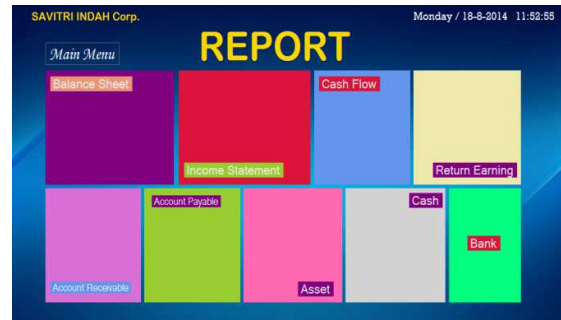 SAVITRI INDAH Corp.
Monday / 18-8-2014 11:52:55
REPORT
Main Menu
Balance Sheet
Income Statement
Cash Flow
Return Earning
Account Receivable
Account Payable
Asset
Cash
Bank